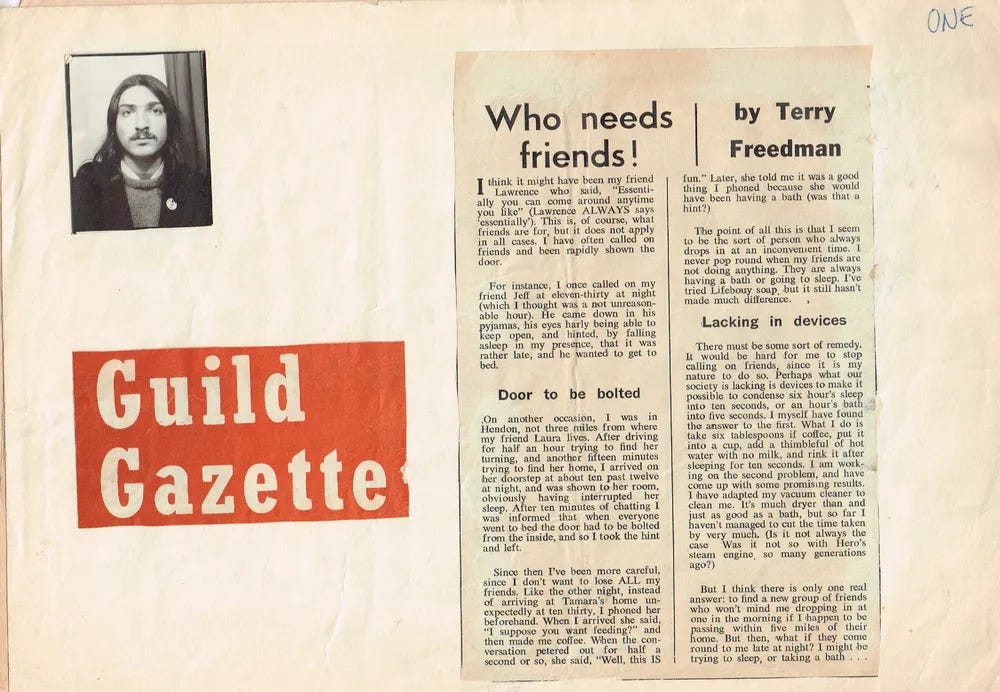 ONE
Guild
Gazette
Who needs
friends!
by Terry
Freedman
I think it might have been my friend
Lawrence who said, "Essenti-
ally you can come around anytime
you like" (Lawrence ALWAYS says
'essentially'). This is, of course, what
friends are for, but it does not apply
in all cases. I have often called on
friends and been rapidly shown the
door.
For instance, I once called on my
friend Jeff at eleven-thirty at night
(which I thought was a not unreason-
able hour). He came down in his
pyjamas, his eyes harly being able to
keep open, and hinted, by falling
asleep in my presence, that it was
rather late, and he wanted to get to
bed.
Door to be bolted
On another occasion, I was in
Hendon, not three miles from where
my friend Laura lives. After driving
for half an hour trying to find her
turning, and another fifteen minutes
trying to find her home, I arrived on
her doorstep at about ten past twelve
at night, and was shown to her room,
obviously having interrupted her
sleep. After ten minutes of chatting I
was informed that when everyone
went to bed the door had to be bolted
from the inside, and so I took the hint
and left.
Since then I've been more careful,
since I don't want to lose ALL my
friends. Like the other night, instead
of arriving at Tamara's home un-
expectedly at ten thirty, I phoned her
beforehand. When I arrived she said,
"I suppose you want feeding?" and
then made me coffee. When the con-
versation petered out for half a
second or so, she said, "Well, this IS
fun." Later, she told me it was a good
thing I phoned because she would
have been having a bath (was that a
hint?)
The point of all this is that I seem
to be the sort of person who always
drops in at an inconvenient time. I
never pop round when my friends are
not doing anything. They are always
having a bath or going to sleep. I've
tried Lifebouy soap, but it still hasn't
made much difference.
Lacking in devices
There must be some sort of remedy.
It would be hard for me to stop
calling on friends, since it is my
nature to do so. Perhaps what our
society is lacking is devices to make it
possible to condense six hour's sleep
into ten seconds, or an hour's bath
into five seconds. I myself have found
the answer to the first. What I do is
take six tablespoons if coffee, put it
into a cup, add a thimbleful of hot
water with no milk, and rink it after
sleeping for ten seconds. I am work-
ing on the second problem, and have
come up with some promising results.
I have adapted my vacuum cleaner to
clean me. It's much dryer than and
just as good as a bath, but so far I
haven't managed to cut the time taken
by very much. (Is it not always the
case Was it not so with Hero's
steam engine so many generations
ago?)
But I think there is only one real
answer: to find a new group of friends
who won't mind me dropping in at
one in the morning if I happen to be
passing within five miles of their
home. But then, what if they come
round to me late at night? I might be
trying to sleep, or taking a bath . . .